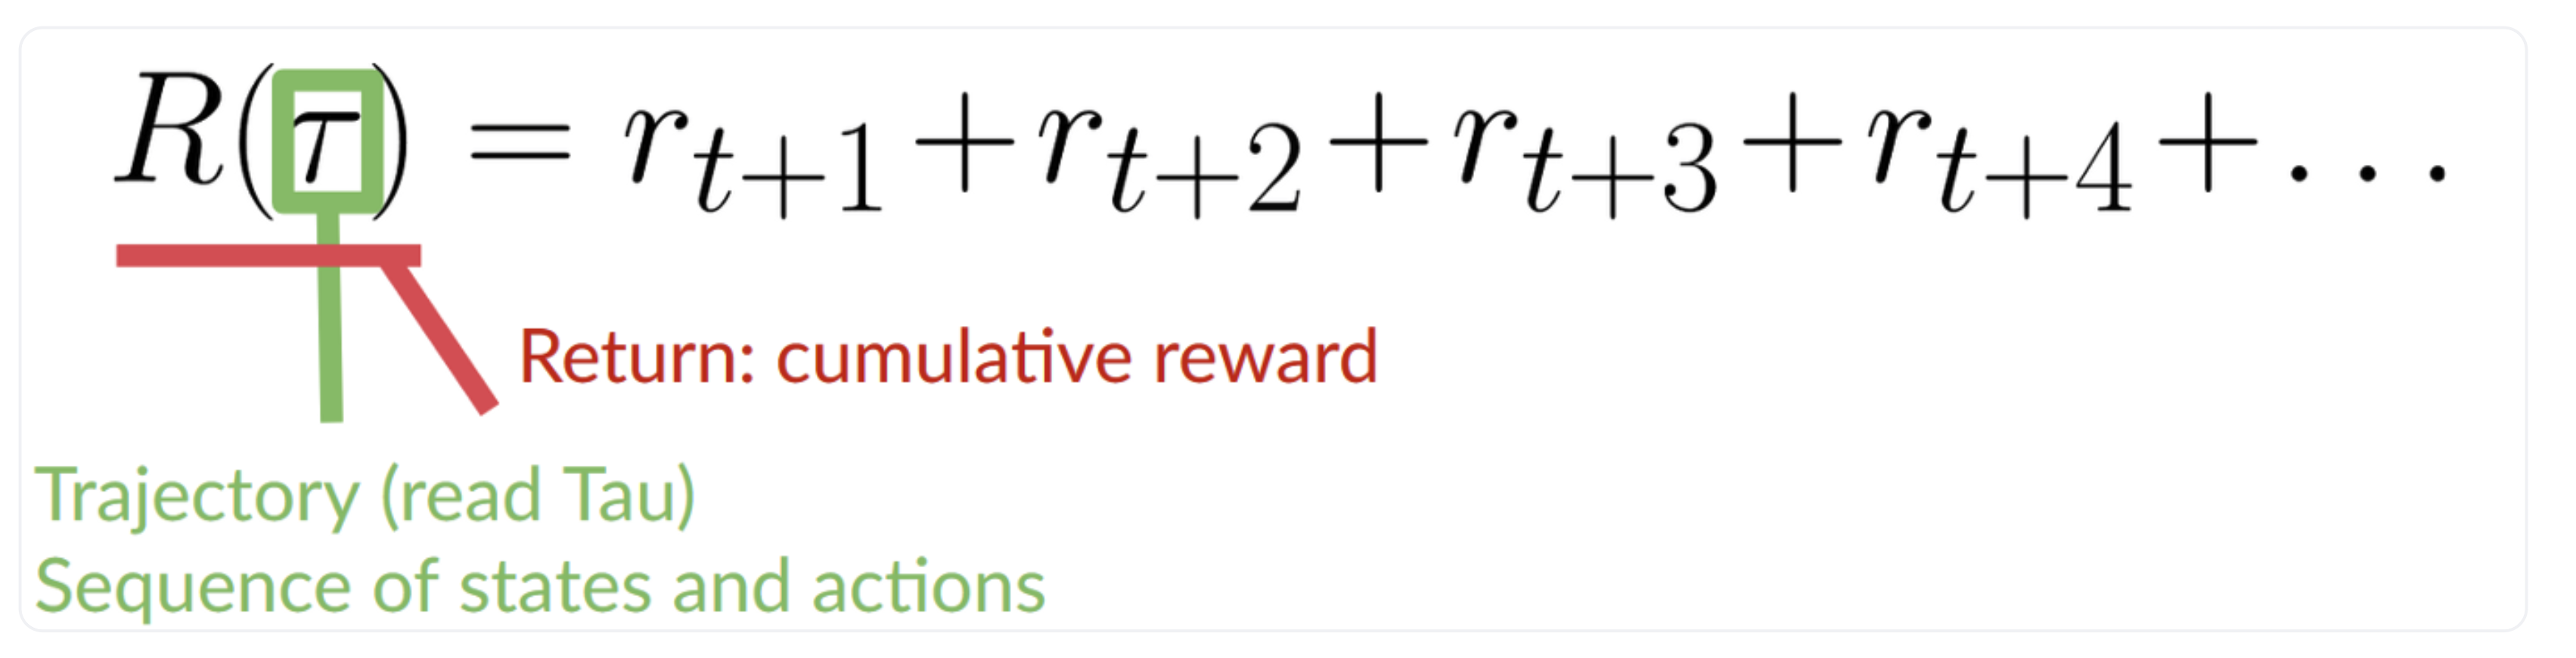 R(τ) = r_{t+1} + r_{t+2} + r_{t+3} + r_{t+4} + . . .
Return: cumulative reward
Trajectory (read Tau)
Sequence of states and actions